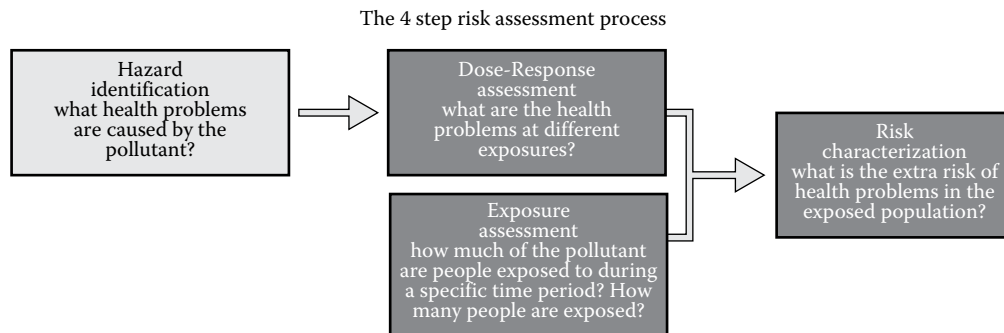 The 4 step risk assessment process
Hazard
identification
what health problems
are caused by the
pollutant?
Dose-Response
assessment
what are the health
problems at different
exposures?
Exposure
assessment
how much of the pollutant
are people exposed to during
a specific time period? How
many people are exposed?
Risk
characterization
what is the extra risk of
health problems in the
exposed population?